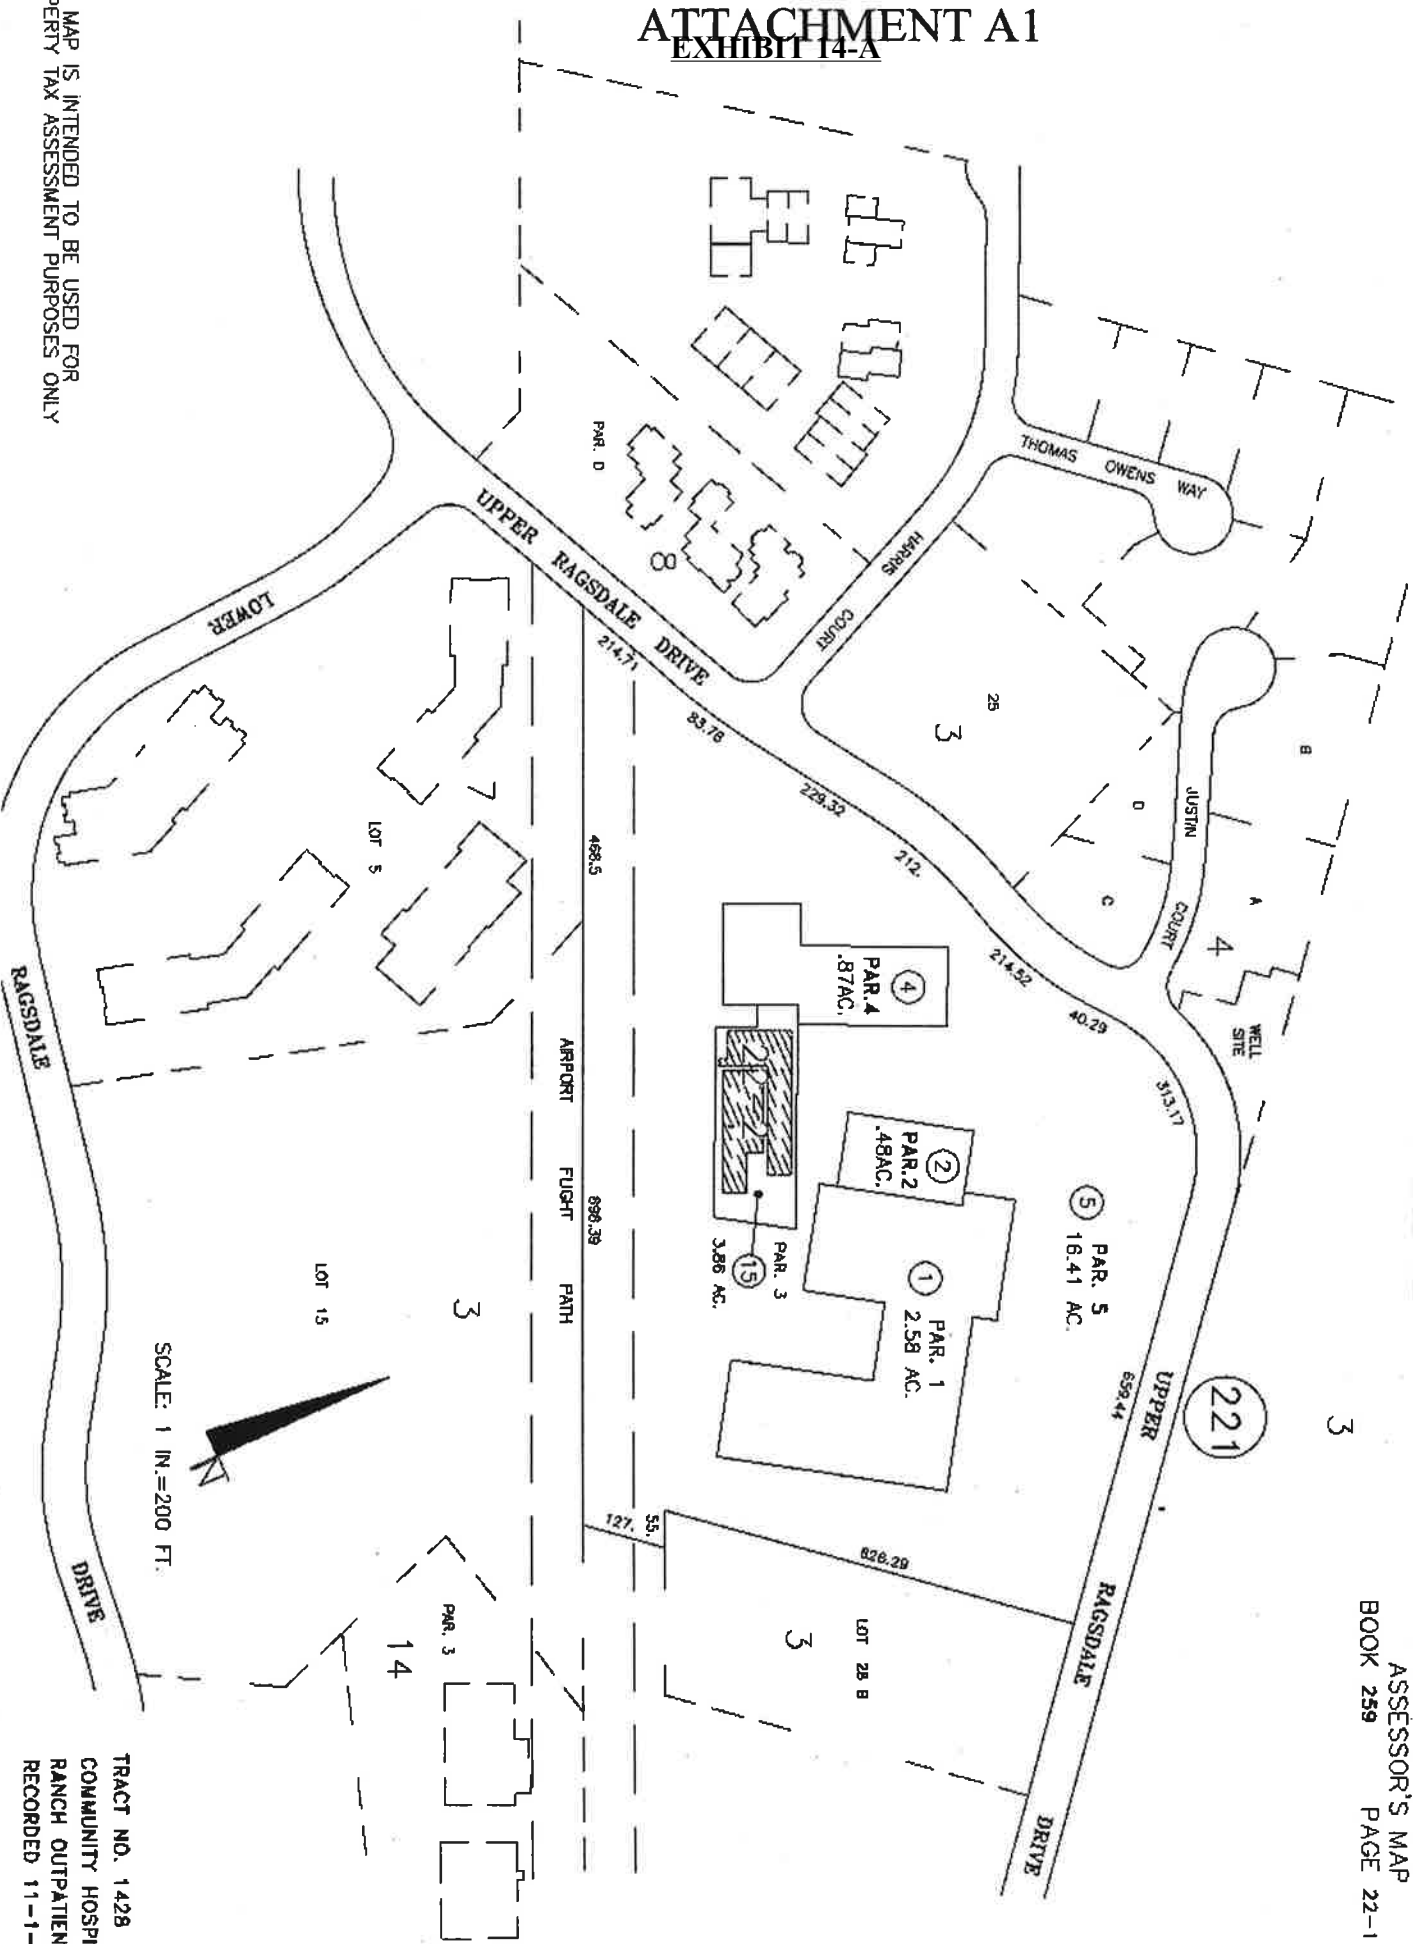 ATTACHMENT A1
EXHIBIT 14-A
ASSESSOR'S MAP
BOOK 259 PAGE 22-1
MAP IS INTENDED TO BE USED FOR
PERTY TAX ASSESSMENT PURPOSES ONLY
THOMAS OWENS WAY
HARRIS COURT
JUSTIN COURT
UPPER RAGSDALE DRIVE
LOWER RAGSDALE DRIVE
UPPER RAGSDALE DRIVE
PAR. D
8
25
3
B
D
C
A
4
WELL
SITE
214.71
83.78
229.32
212.
214.52
40.29
313.17
659.44
221
3
7
LOT 5
468.5
4
PAR.4
.87AC.
2
PAR.2
.48AC.
5
PAR. 5
16.41 AC.
1
PAR. 1
2.58 AC.
15
PAR. 3
3.86 AC.
AIRPORT FLIGHT PATH
898.39
LOT 15
3
SCALE: 1 IN.=200 FT.
N
127.
55.
626.29
LOT 28 B
3
PAR. 3
14
TRACT NO. 1428
COMMUNITY HOSPI
RANCH OUTPATIEN
RECORDED 11-1-